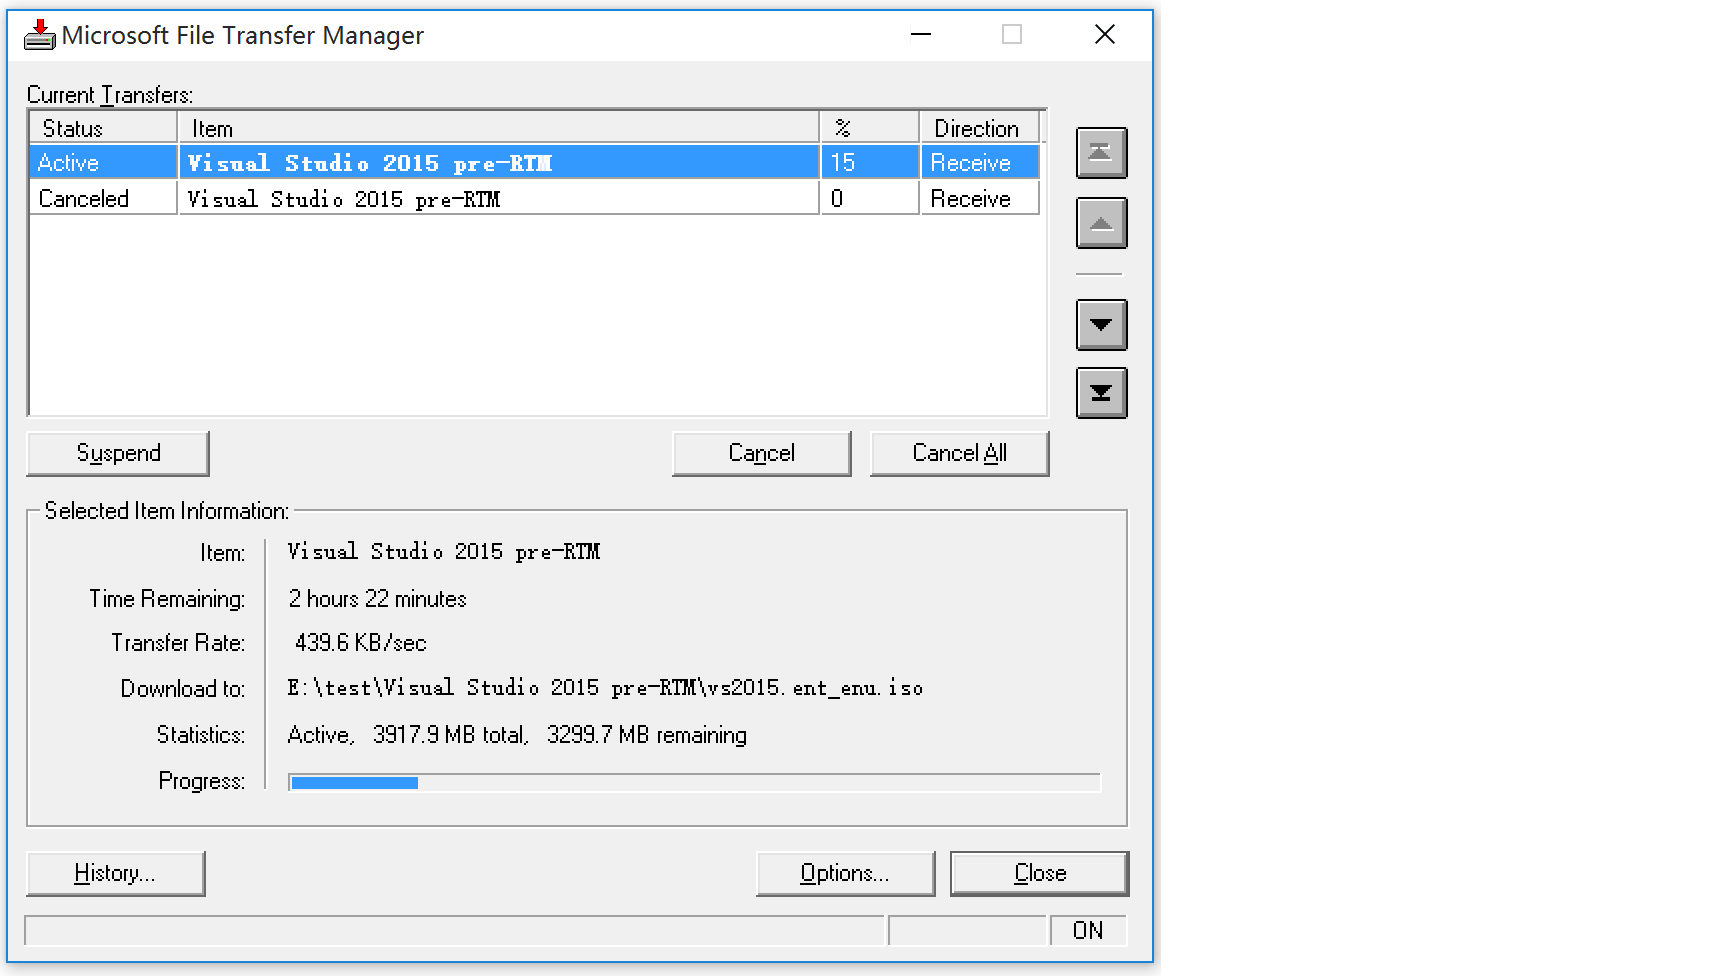 Microsoft File Transfer Manager
Current Transfers:
Status Item % Direction
Active Visual Studio 2015 pre-RTM 15 Receive
Canceled Visual Studio 2015 pre-RTM 0 Receive
Suspend Cancel Cancel All
Selected Item Information:
Item: Visual Studio 2015 pre-RTM
Time Remaining: 2 hours 22 minutes
Transfer Rate: 439.6 KB/sec
Download to: E:\test\Visual Studio 2015 pre-RTM\vs2015.ent_enu.iso
Statistics: Active, 3917.9 MB total, 3299.7 MB remaining
Progress:
History... Options... Close
ON